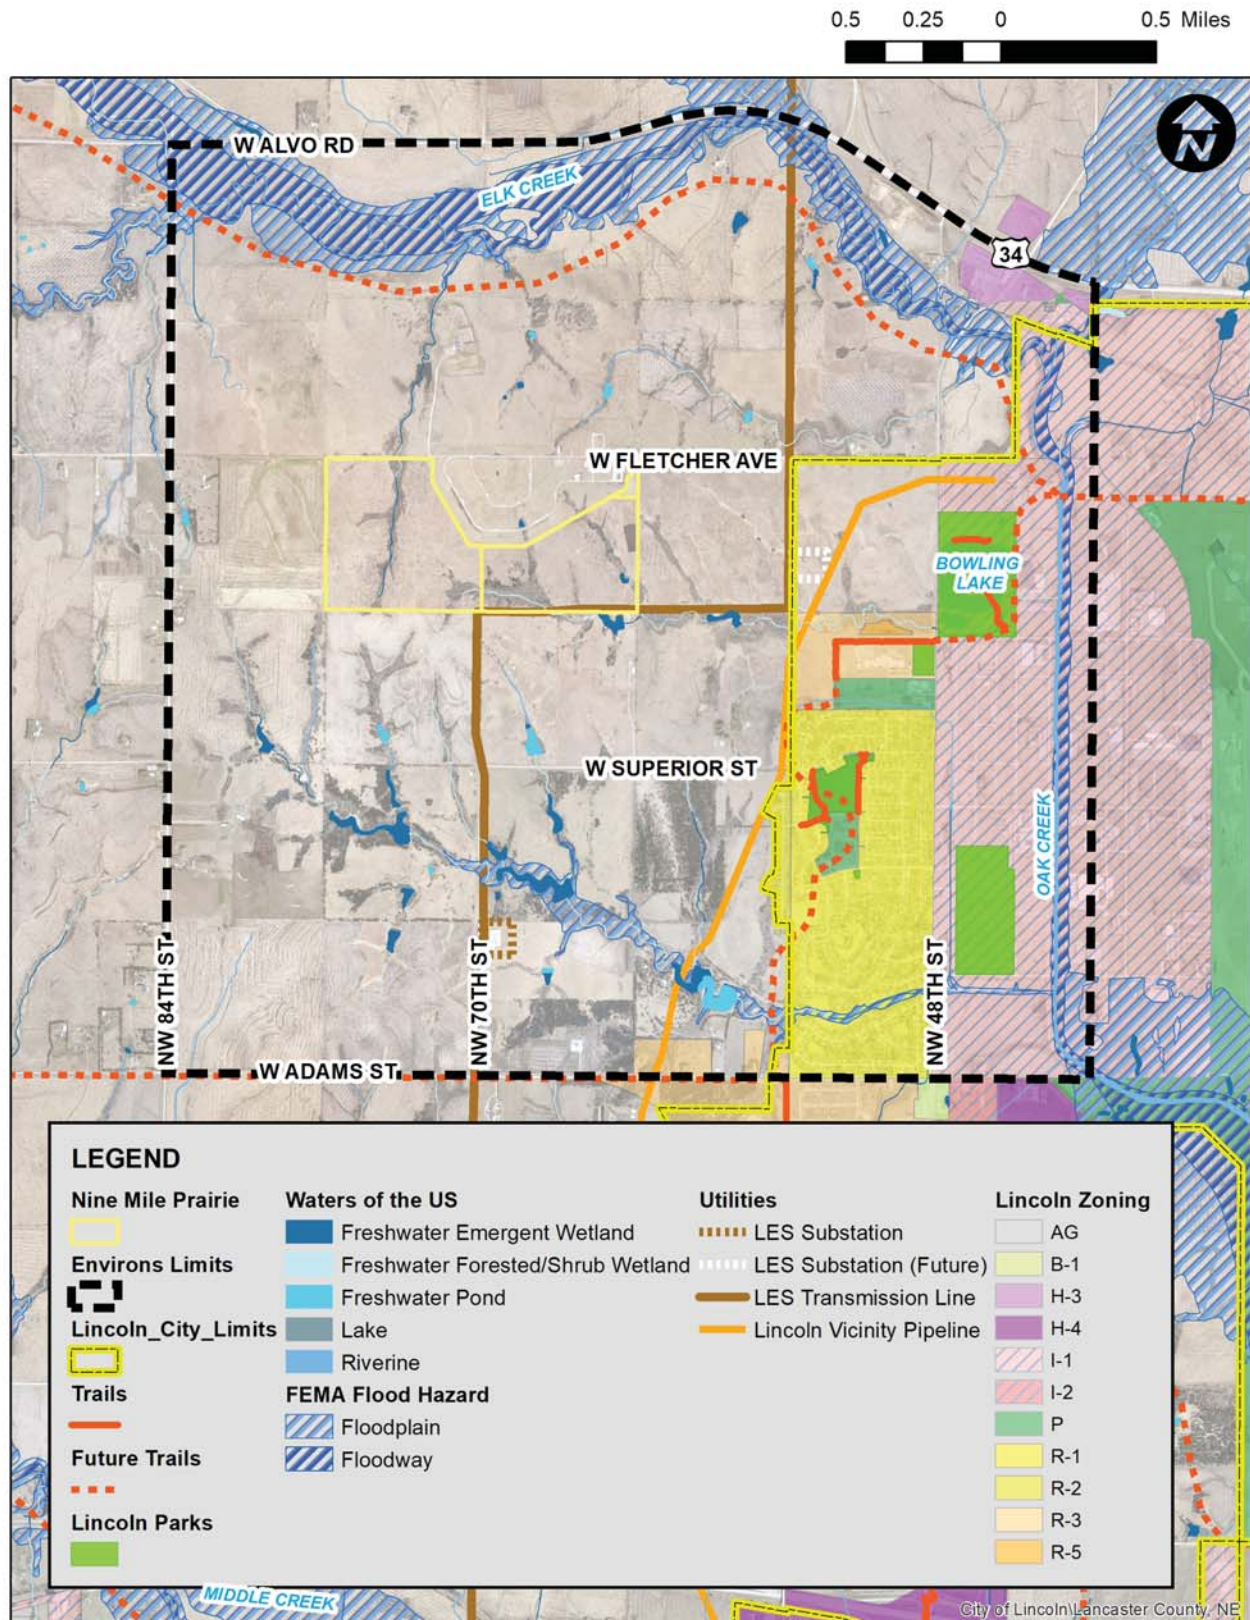 0.5 0.25 0 0.5 Miles
N
W ALVO RD
ELK CREEK
34
W FLETCHER AVE
BOWLING
LAKE
W SUPERIOR ST
OAK CREEK
NW 84TH ST
NW 70TH ST
NW 48TH ST
W ADAMS ST
LEGEND
Nine Mile Prairie
Environs Limits
Lincoln_City_Limits
Trails
Future Trails
Lincoln Parks
Waters of the US
Freshwater Emergent Wetland
Freshwater Forested/Shrub Wetland
Freshwater Pond
Lake
Riverine
FEMA Flood Hazard
Floodplain
Floodway
Utilities
LES Substation
LES Substation (Future)
LES Transmission Line
Lincoln Vicinity Pipeline
Lincoln Zoning
AG
B-1
H-3
H-4
I-1
I-2
P
R-1
R-2
R-3
R-5
MIDDLE CREEK
City of Lincoln\Lancaster County, NE